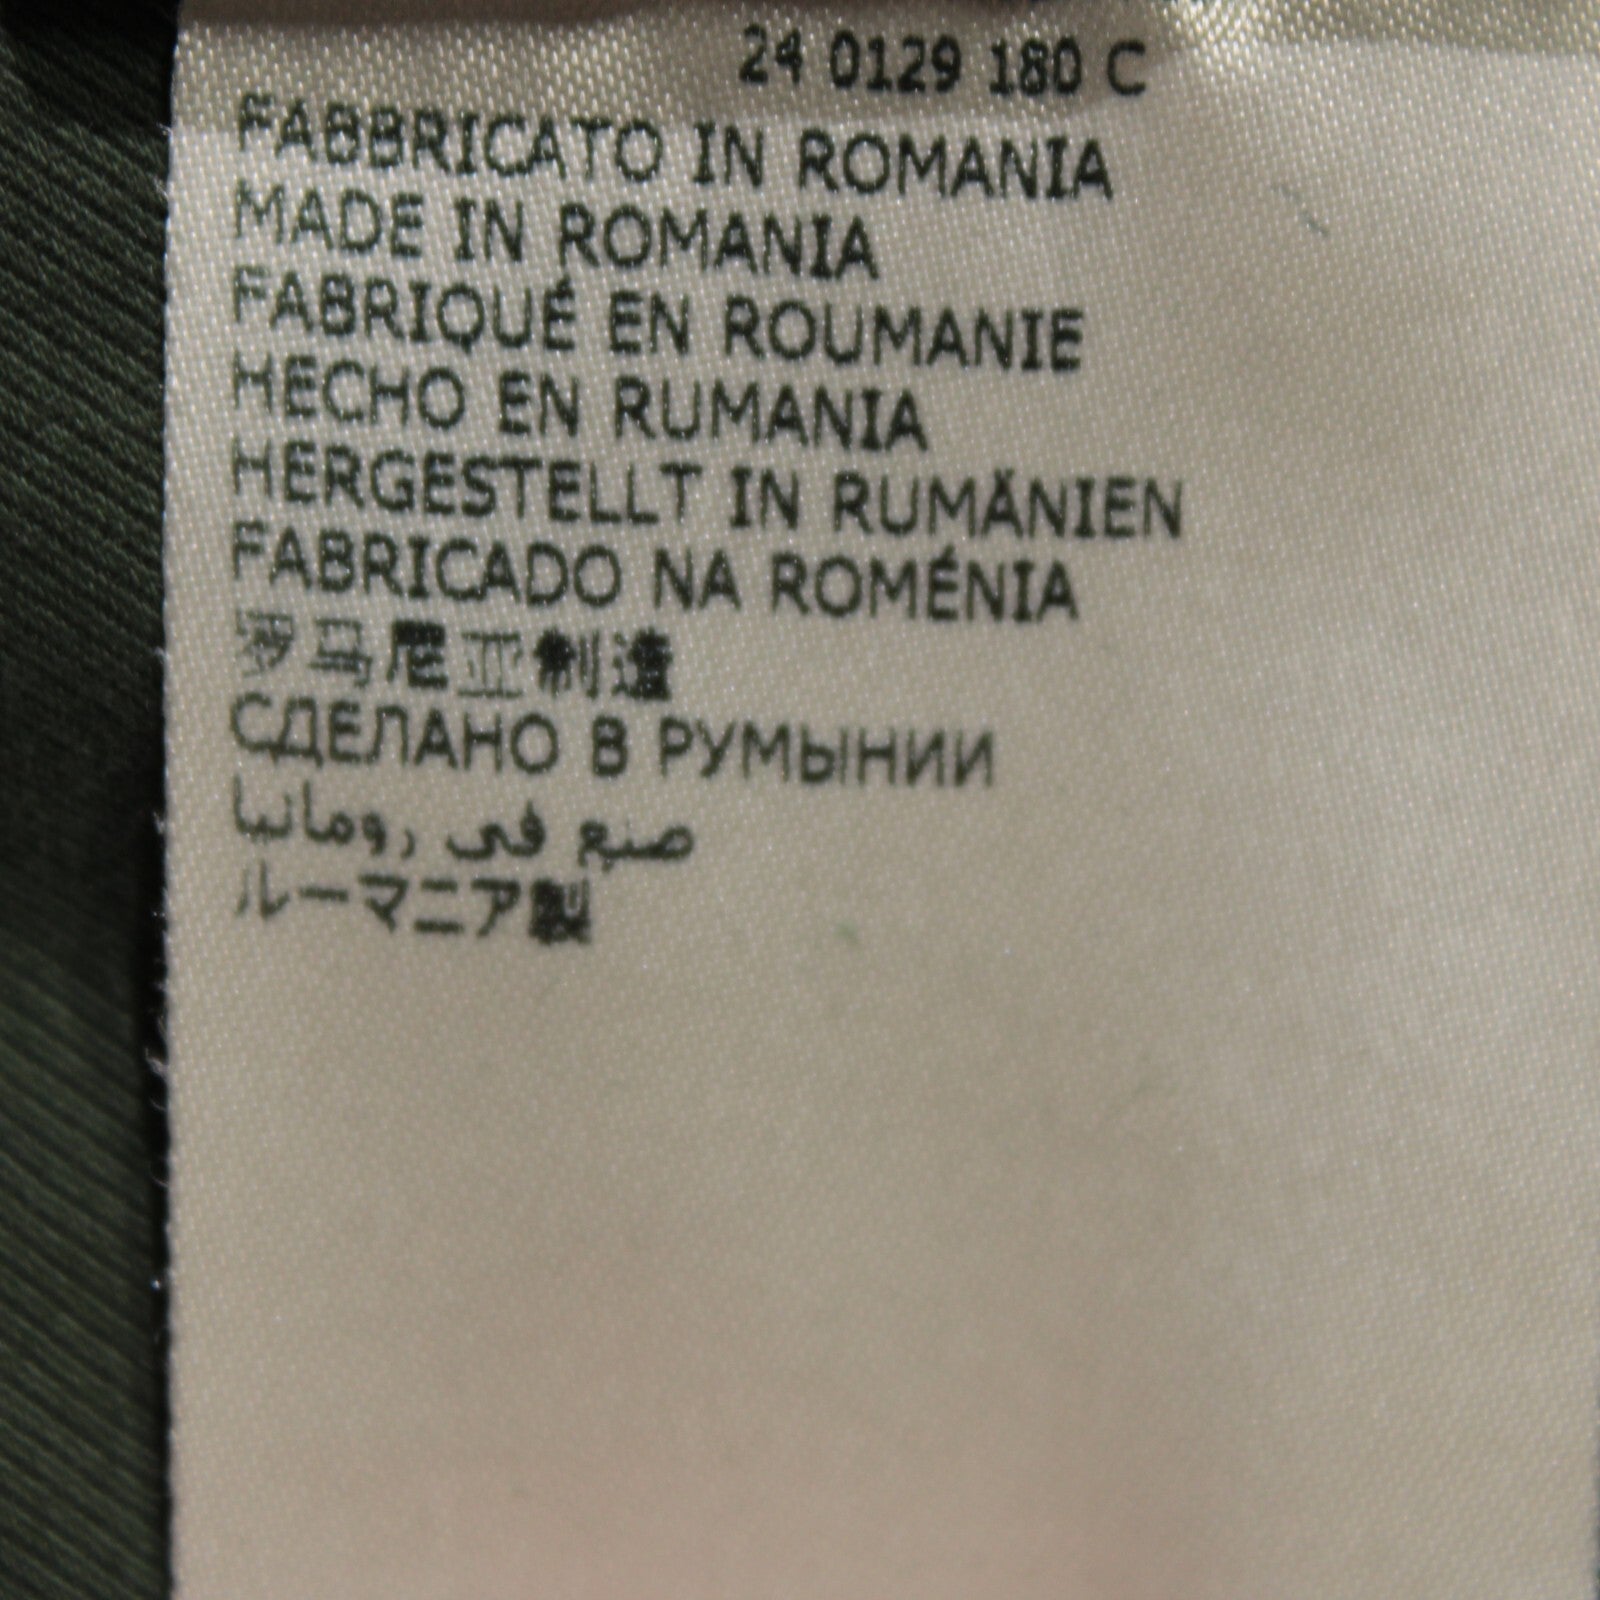 24 0129 180 C
FABBRICATO IN ROMANIA
MADE IN ROMANIA
FABRIQUÉ EN ROUMANIE
HECHO EN RUMANIA
HERGESTELLT IN RUMÄNIEN
FABRICADO NA ROMÉNIA
罗马尼亚制造
СДЕЛАНО В РУМЫНИИ
صنع في رومانيا
ルーマニア製